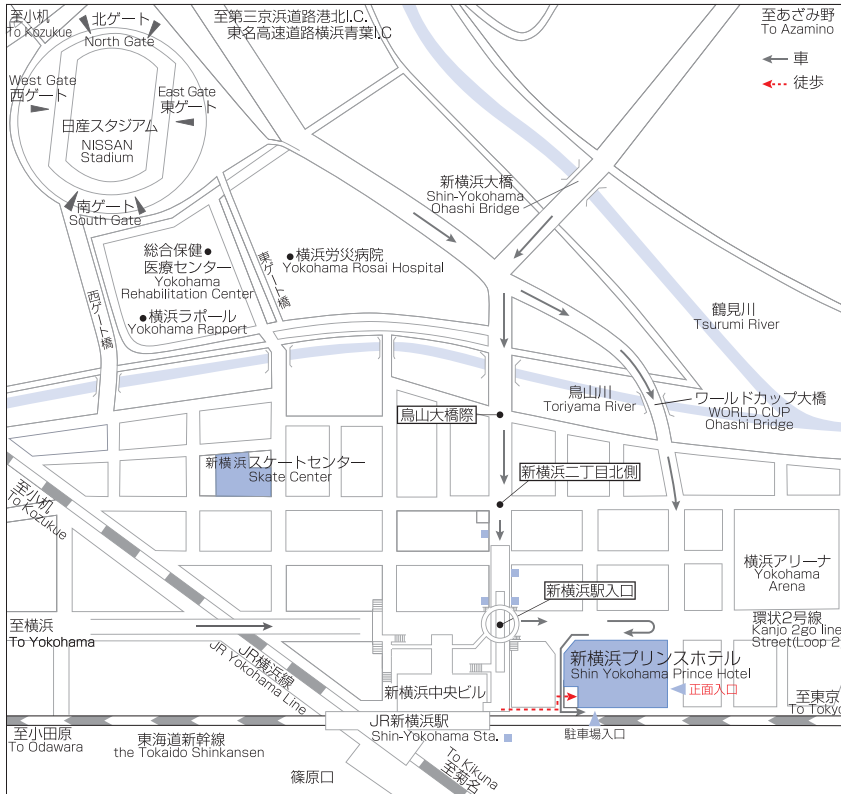 至小机
To Kozukue
北ゲート
North Gate
至第三京浜道路港北I.C.
東名高速道路横浜青葉I.C
至あざみ野
To Azamino
車
徒歩
West Gate
西ゲート
East Gate
東ゲート
日産スタジアム
NISSAN
Stadium
南ゲート
South Gate
新横浜大橋
Shin-Yokohama
Ohashi Bridge
総合保健
医療センター
Yokohama
Rehabilitation Center
東ゲート橋
横浜労災病院
Yokohama Rosai Hospital
西ゲート橋
横浜ラポール
Yokohama Rapport
鶴見川
Tsurumi River
鳥山川
Toriyama River
ワールドカップ大橋
WORLD CUP
Ohashi Bridge
鳥山大橋際
新横浜スケートセンター
Skate Center
新横浜二丁目北側
至小机
To Kozukue
横浜アリーナ
Yokohama
Arena
新横浜駅入口
至横浜
To Yokohama
環状2号線
Kanjo 2go line
Street(Loop 2
JR横浜線
JR Yokohama Line
新横浜プリンスホテル
Shin Yokohama Prince Hotel
正面入口
新横浜中央ビル
至東京
To Tokyo
JR新横浜駅
Shin-Yokohama Sta.
駐車場入口
至小田原
To Odawara
東海道新幹線
the Tokaido Shinkansen
To Kikuna
至菊名
篠原口